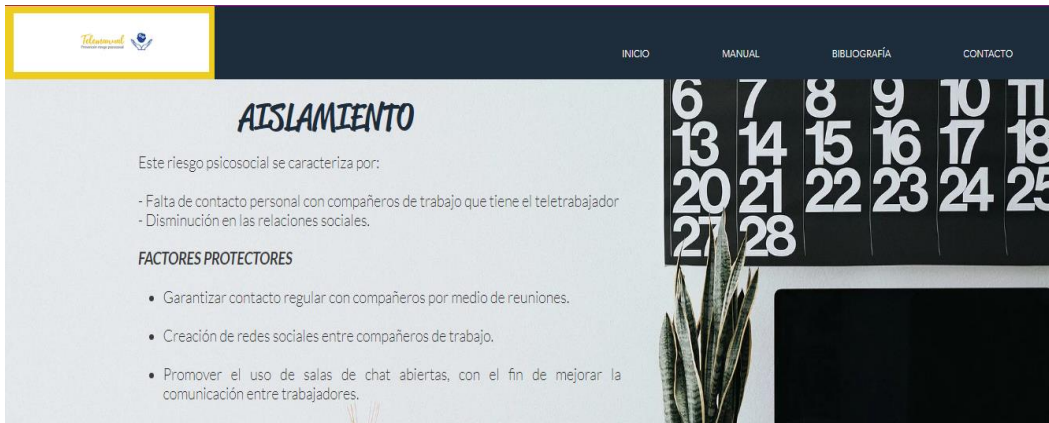 Telemanual
Prevención riesgo psicosocial
INICIO MANUAL BIBLIOGRAFÍA CONTACTO
AISLAMIENTO
Este riesgo psicosocial se caracteriza por:
- Falta de contacto personal con compañeros de trabajo que tiene el teletrabajador
- Disminución en las relaciones sociales.
FACTORES PROTECTORES
• Garantizar contacto regular con compañeros por medio de reuniones.
• Creación de redes sociales entre compañeros de trabajo.
• Promover el uso de salas de chat abiertas, con el fin de mejorar la
comunicación entre trabajadores.
6 7 8 9 10 11
13 14 15 16 17 18
20 21 22 23 24 25
27 28